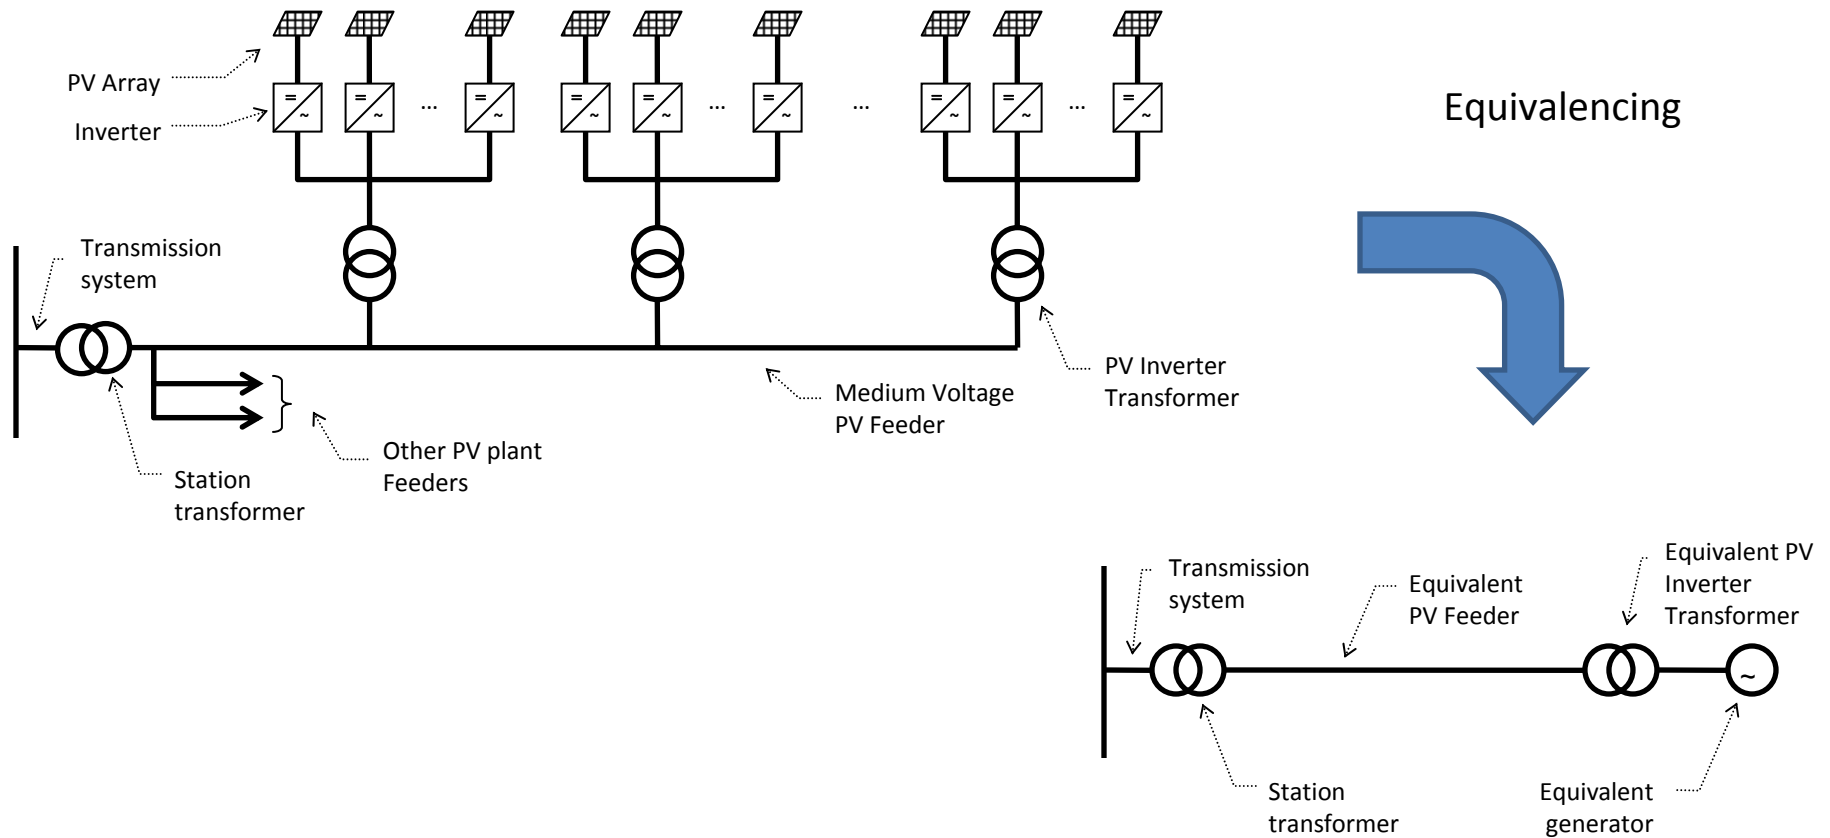 PV Array
Inverter
=
~
=
~
...
=
~
=
~
=
~
...
=
~
...
=
~
=
~
...
=
~
Equivalencing
Transmission
system
PV Inverter
Transformer
Medium Voltage
PV Feeder
Other PV plant
Feeders
Station
transformer
Transmission
system
Equivalent
PV Feeder
Equivalent PV
Inverter
Transformer
~
Station
transformer
Equivalent
generator